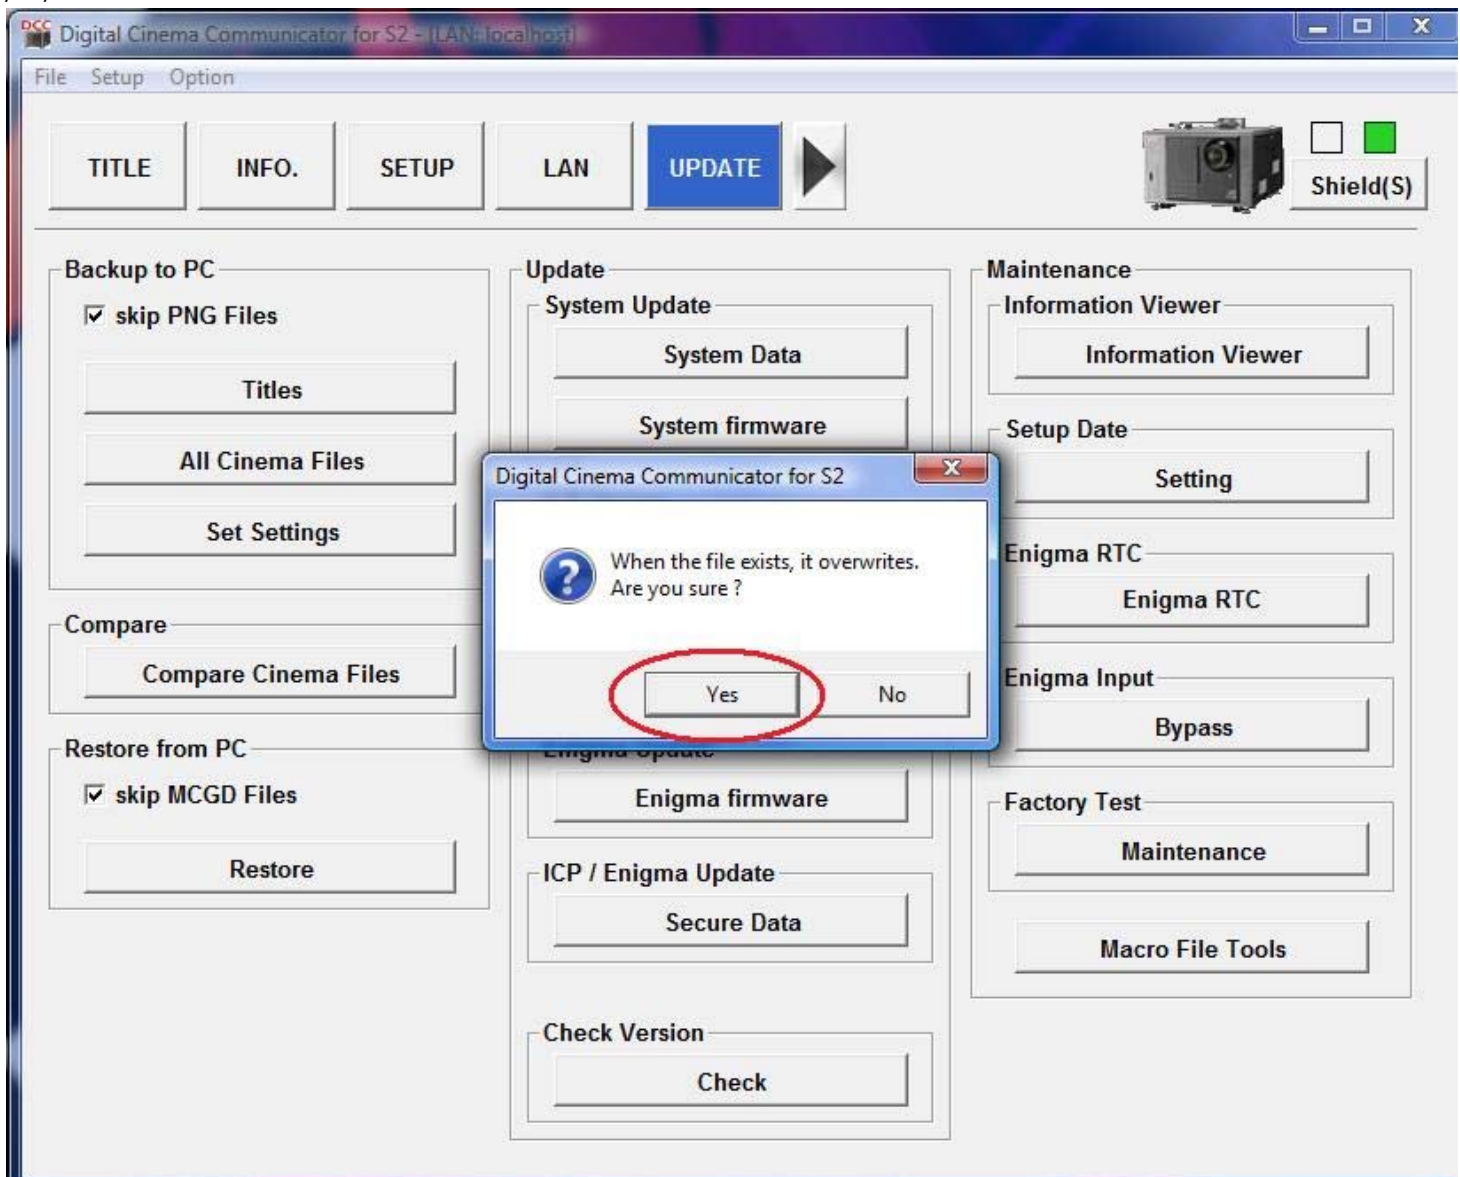 DCC Digital Cinema Communicator for S2 - [LAN: localhost]
File Setup Option
TITLE INFO. SETUP LAN UPDATE
Shield(S)
Backup to PC
skip PNG Files
Titles
All Cinema Files
Set Settings
Compare
Compare Cinema Files
Restore from PC
skip MCGD Files
Restore
Update
System Update
System Data
System firmware
Digital Cinema Communicator for S2
When the file exists, it overwrites.
Are you sure ?
Yes No
Enigma Update
Enigma firmware
ICP / Enigma Update
Secure Data
Check Version
Check
Maintenance
Information Viewer
Information Viewer
Setup Date
Setting
Enigma RTC
Enigma RTC
Enigma Input
Bypass
Factory Test
Maintenance
Macro File Tools